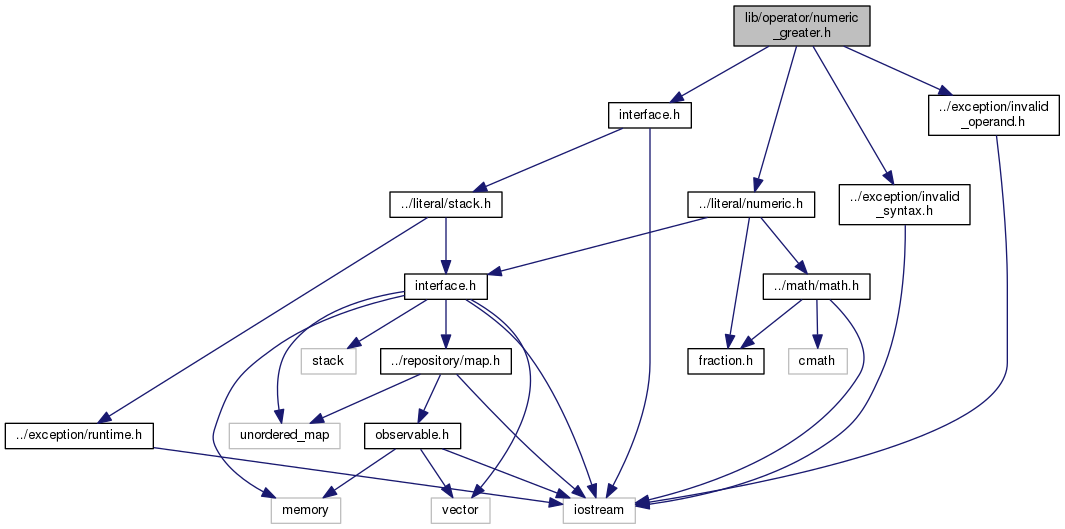 lib/operator/numeric
_greater.h
../exception/invalid
_operand.h
interface.h
../literal/stack.h
../literal/numeric.h
../exception/invalid
_syntax.h
interface.h
../math/math.h
stack
../repository/map.h
fraction.h
cmath
../exception/runtime.h
unordered_map
observable.h
memory
vector
iostream